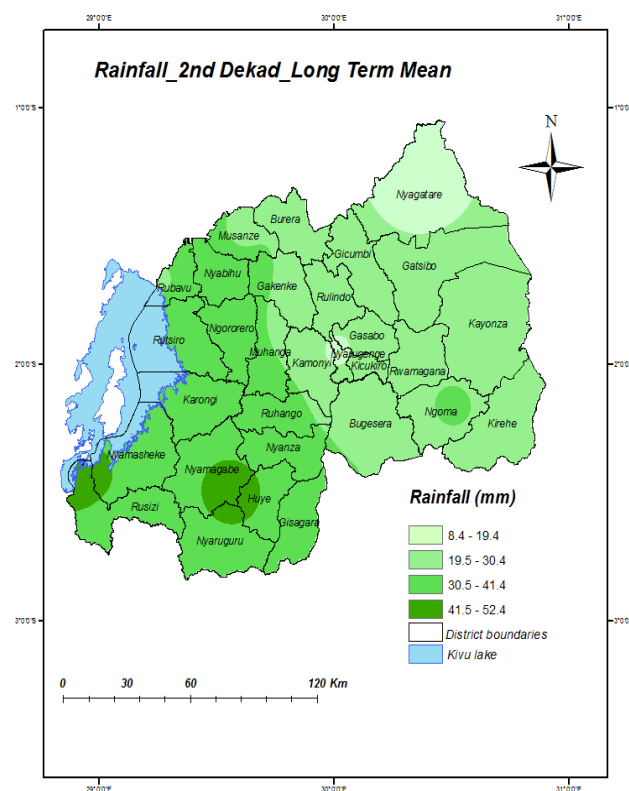 29°0'0"E 30°0'0"E 31°0'0"E
Rainfall_2nd Dekad_Long Term Mean
1°0'0"S 1°0'0"S
N
Nyagatare
Burera
Musanze
Gicumbi
Gatsibo
Nyabihu
Rubavu
Gakenke
Rulindo
Kayonza
Ngororero
Rutsiro
Gasabo
Muhanga
Nyarugenge
Kamonyi
Kicukiro
Rwamagana
2°0'0"S 2°0'0"S
Karongi
Ruhango
Ngoma
Bugesera
Kirehe
Nyanza
Nyamasheke
Nyamagabe
Huye
Rusizi
Gisagara
Nyaruguru
Rainfall (mm)
8.4 - 19.4
19.5 - 30.4
30.5 - 41.4
41.5 - 52.4
District boundaries
Kivu lake
3°0'0"S 3°0'0"S
0 30 60 120 Km
29°0'0"E 30°0'0"E 31°0'0"E